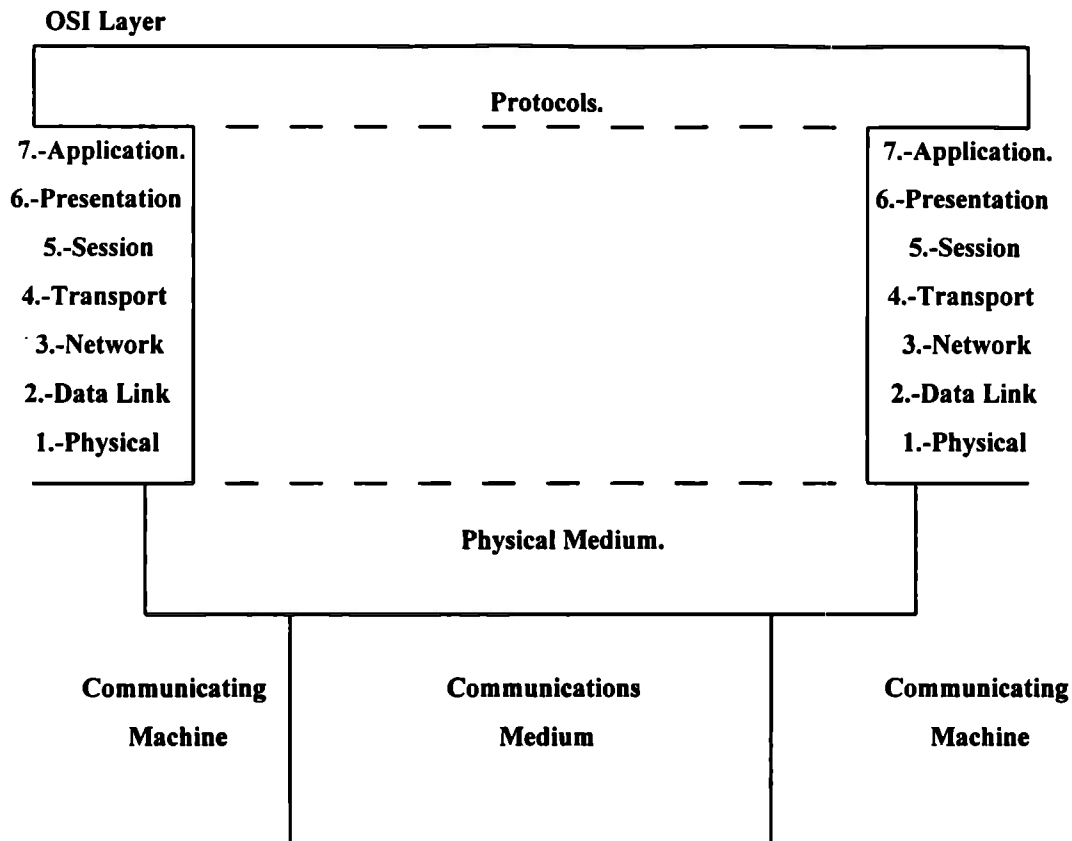 OSI Layer
Protocols.
7.-Application.
6.-Presentation
5.-Session
4.-Transport
3.-Network
2.-Data Link
1.-Physical
7.-Application.
6.-Presentation
5.-Session
4.-Transport
3.-Network
2.-Data Link
1.-Physical
Physical Medium.
Communicating
Machine
Communications
Medium
Communicating
Machine